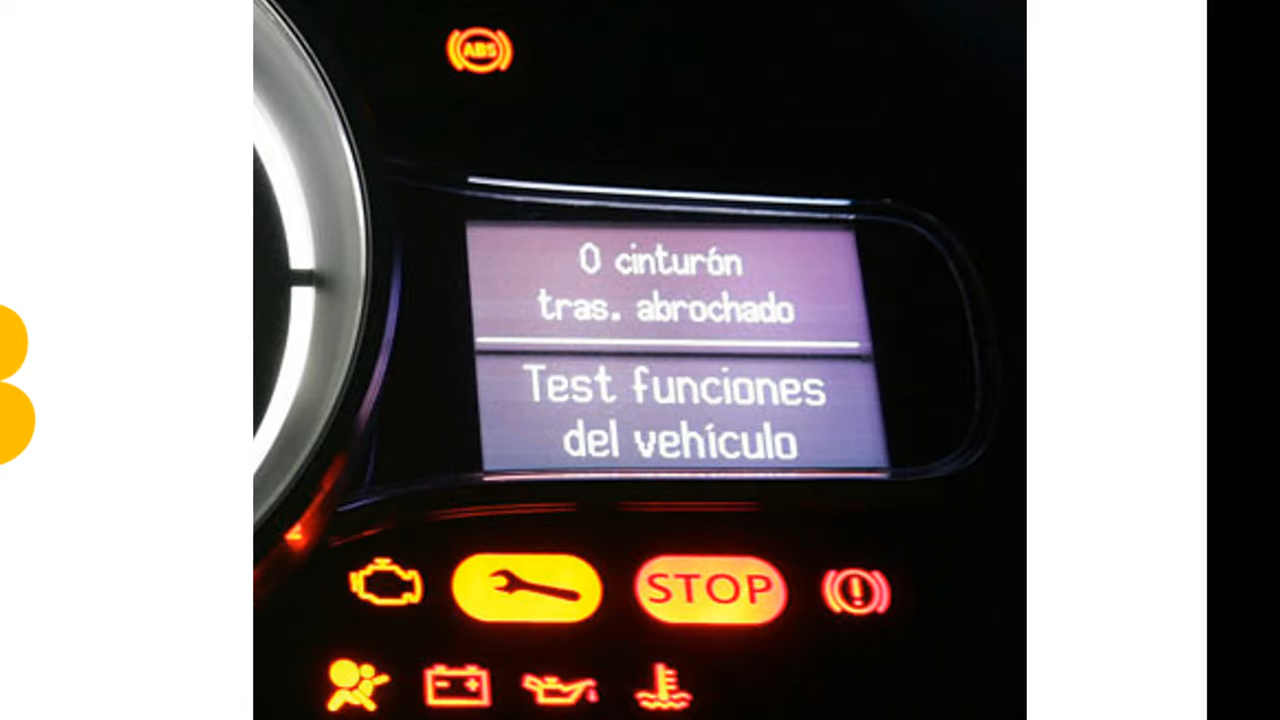 ABS
0 cinturón
tras. abrochado
Test funciones
del vehículo
STOP